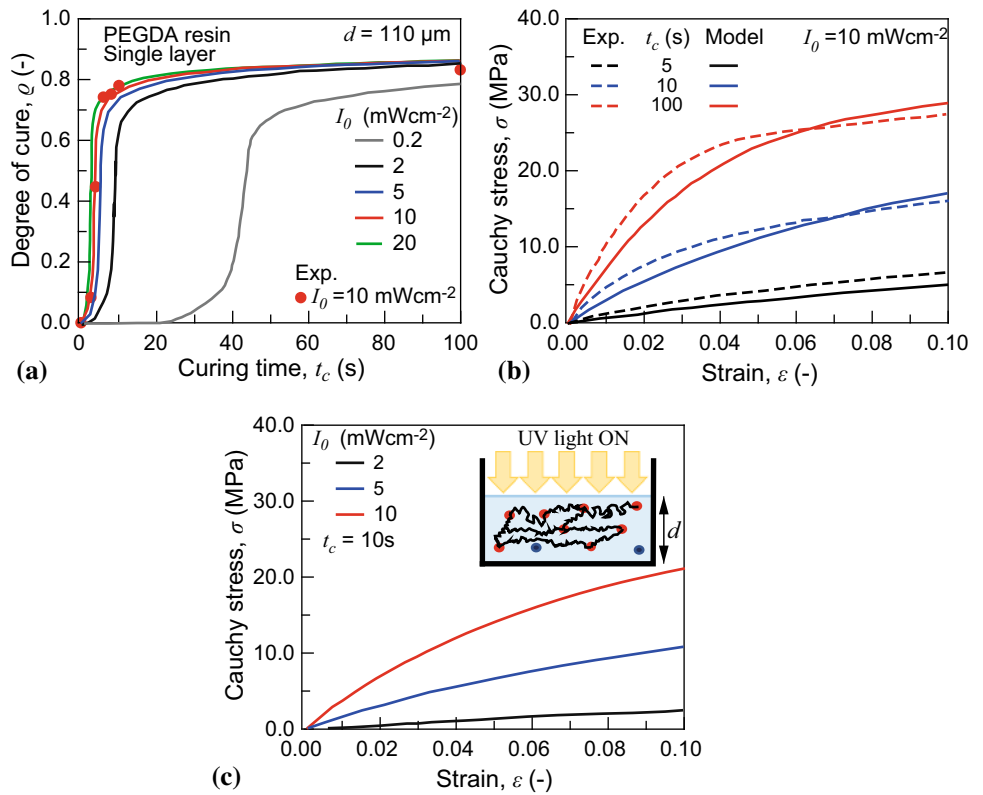 PEGDA resin
Single layer
d = 110 µm
I0 (mWcm-2)
0.2
2
5
10
20
Exp.
I0 =10 mWcm-2
1.0
0.8
0.6
0.4
0.2
0.0
0 20 40 60 80 100
Degree of cure, ϱ (-)
Curing time, tc (s)
(a)
Exp. tc (s) Model I0 =10 mWcm-2
5
10
100
40.0
30.0
20.0
10.0
0.0
0.00 0.02 0.04 0.06 0.08 0.10
Cauchy stress, σ (MPa)
Strain, ε (-)
(b)
I0 (mWcm-2)
2
5
10
tc = 10s
UV light ON
d
40.0
30.0
20.0
10.0
0.0
0.00 0.02 0.04 0.06 0.08 0.10
Cauchy stress, σ (MPa)
Strain, ε (-)
(c)